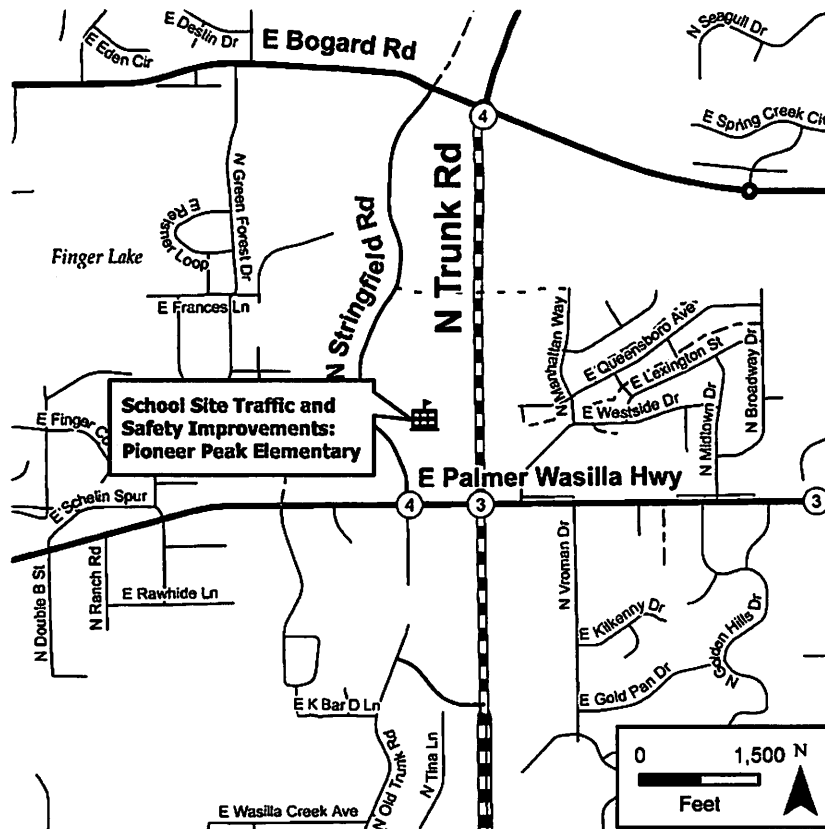 E Eden Cir
E Destin Dr
E Bogard Rd
N Seagull Dr
4
E Spring Creek Cir
N Trunk Rd
N Green Forest Dr
E Reisner Loop
Finger Lake
N Stringfield Rd
E Frances Ln
N Manhattan Way
E Queensboro Ave
E Lexington St
E Westside Dr
N Midtown Dr
N Broadway Dr
School Site Traffic and
Safety Improvements:
Pioneer Peak Elementary
E Finger Co
E Palmer Wasilla Hwy
E Schelin Spur
4
3
3
N Double B St
N Ranch Rd
E Rawhide Ln
N Vroman Dr
E Kilkenny Dr
N Golden Hills Dr
E Gold Pan Dr
E K Bar D Ln
N Old Trunk Rd
N Tina Ln
E Wasilla Creek Ave
0 1,500 N
Feet